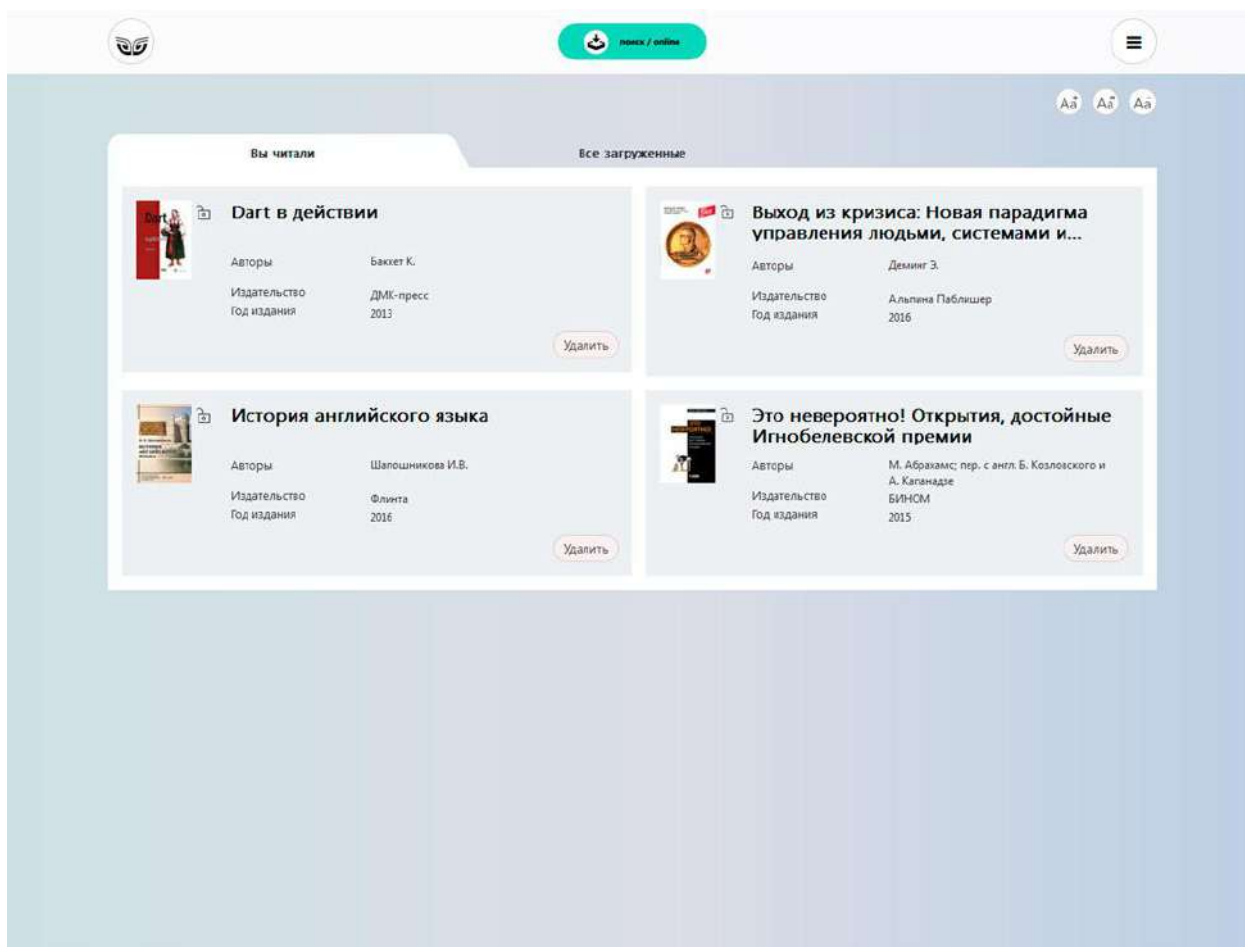 поиск / online
Aa+ Aa= Aa-
Вы читали
Все загруженные
Dart в действии
Авторы Баккет К.
Издательство ДМК-пресс
Год издания 2013
Удалить
Выход из кризиса: Новая парадигма
управления людьми, системами и...
Авторы Деминг Э.
Издательство Альпина Паблишер
Год издания 2016
Удалить
История английского языка
Авторы Шапошникова И.В.
Издательство Флинта
Год издания 2016
Удалить
Это невероятно! Открытия, достойные
Игнобелевской премии
Авторы М. Абрахамс; пер. с англ. Б. Козловского и
А. Капанадзе
Издательство БИНОМ
Год издания 2015
Удалить